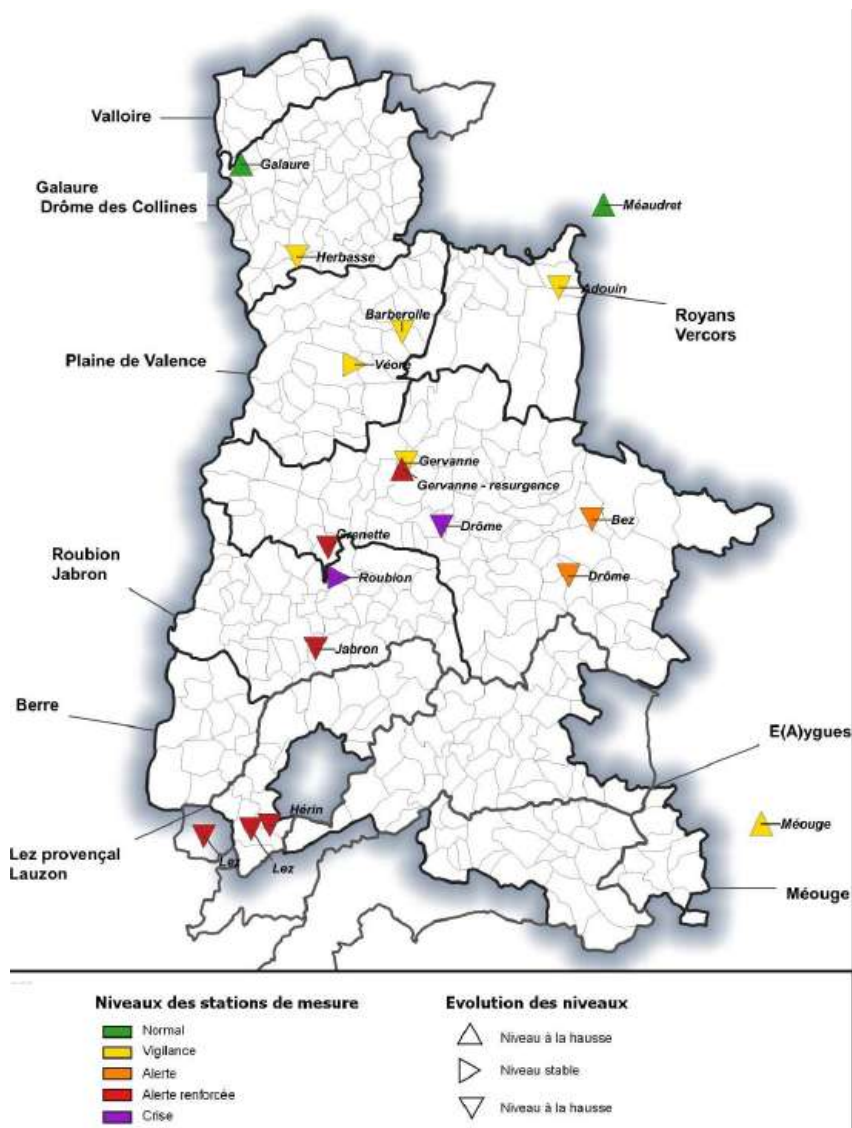 Valloire
Galaure
Galaure
Drôme des Collines
Méaudret
Herbasse
Adouin
Royans
Vercors
Barberolle
Plaine de Valence
Véore
Gervanne
Gervanne - resurgence
Drôme
Bez
Grenette
Roubion
Jabron
Roubion
Drôme
Jabron
Berre
E(A)ygues
Hérin
Méouge
Lez provençal
Lauzon
Lez
Lez
Méouge
Niveaux des stations de mesure
Normal
Vigilance
Alerte
Alerte renforcée
Crise
Evolution des niveaux
Niveau à la hausse
Niveau stable
Niveau à la hausse